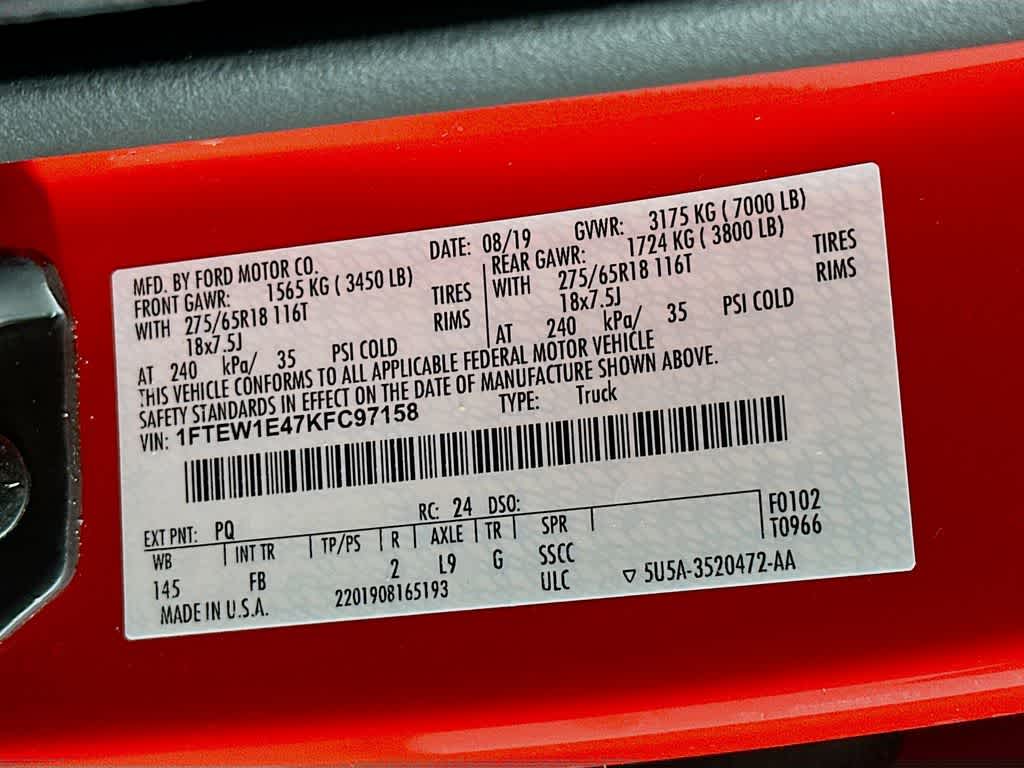 MFD. BY FORD MOTOR CO. DATE: 08/19 GVWR: 3175 KG ( 7000 LB)
FRONT GAWR: 1565 KG ( 3450 LB) REAR GAWR: 1724 KG ( 3800 LB)
WITH 275/65R18 116T TIRES WITH 275/65R18 116T TIRES
18x7.5J RIMS 18x7.5J RIMS
AT 240 kPa/ 35 PSI COLD AT 240 kPa/ 35 PSI COLD
THIS VEHICLE CONFORMS TO ALL APPLICABLE FEDERAL MOTOR VEHICLE
SAFETY STANDARDS IN EFFECT ON THE DATE OF MANUFACTURE SHOWN ABOVE.
VIN: 1FTEW1E47KFC97158 TYPE: Truck
EXT PNT: PQ RC: 24 DSO: F0102
WB INT TR TP/PS R AXLE TR SPR T0966
145 FB 2 L9 G SSCC
MADE IN U.S.A. 2201908165193 ULC ▽ 5U5A-3520472-AA